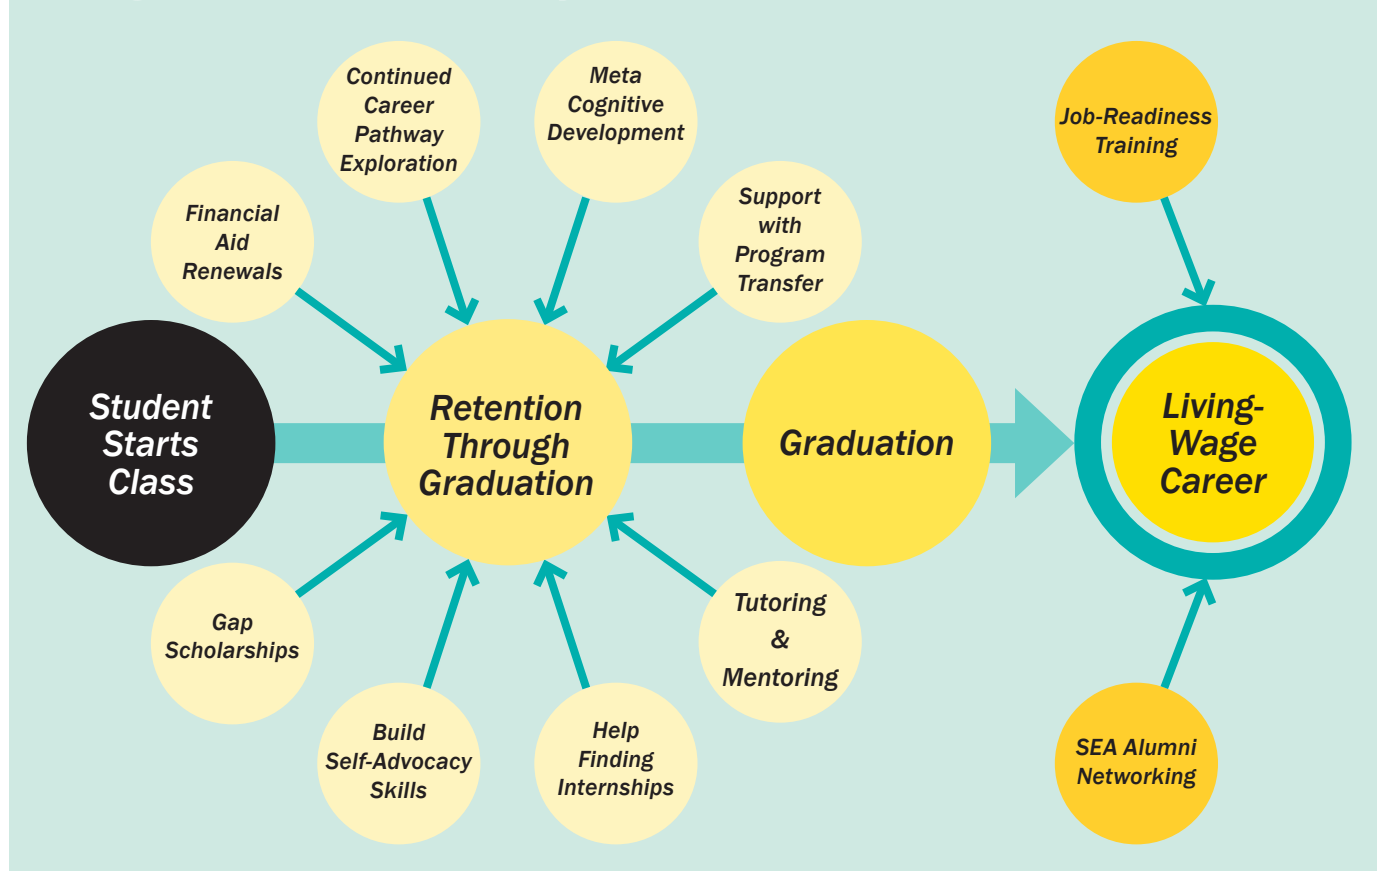 Continued
Career
Pathway
Exploration
Meta
Cognitive
Development
Job-Readiness
Training
Financial
Aid
Renewals
Support
with
Program
Transfer
Student
Starts
Class
Retention
Through
Graduation
Graduation
Living-
Wage
Career
Gap
Scholarships
Tutoring
&
Mentoring
Build
Self-Advocacy
Skills
Help
Finding
Internships
SEA Alumni
Networking